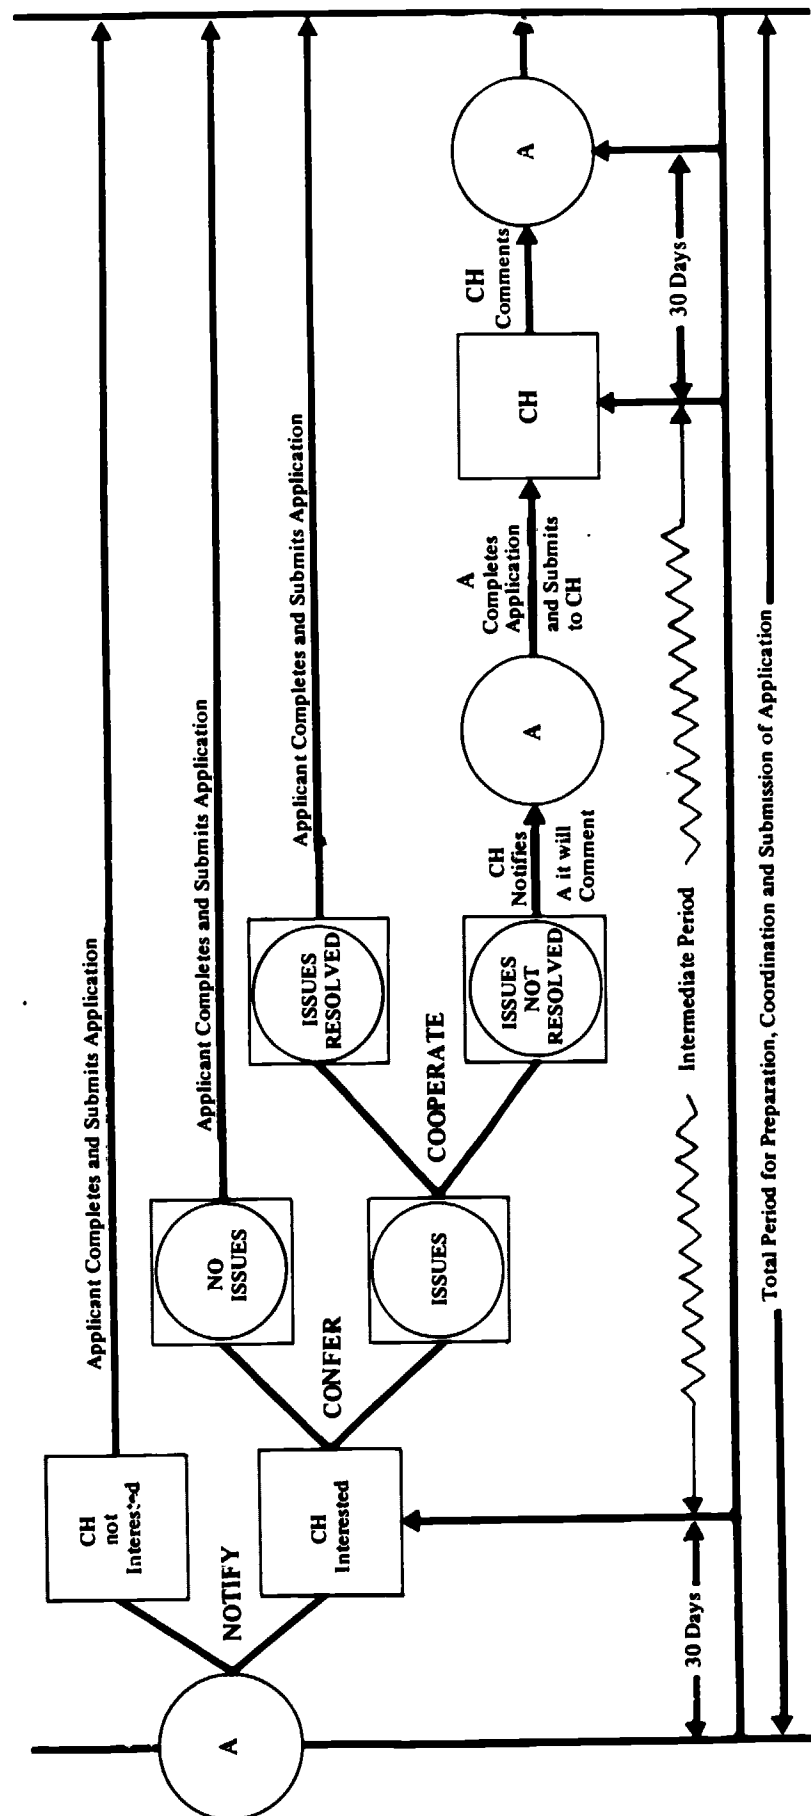 A
NOTIFY
CH
not
Interested
Applicant Completes and Submits Application
CH
Interested
CONFER
NO
ISSUES
Applicant Completes and Submits Application
ISSUES
COOPERATE
ISSUES
RESOLVED
Applicant Completes and Submits Application
ISSUES
NOT
RESOLVED
CH
Notifies
A it will
Comment
A
A
Completes
Application
and Submits
to CH
CH
CH
Comments
A
30 Days
Intermediate Period
30 Days
Total Period for Preparation, Coordination and Submission of Application